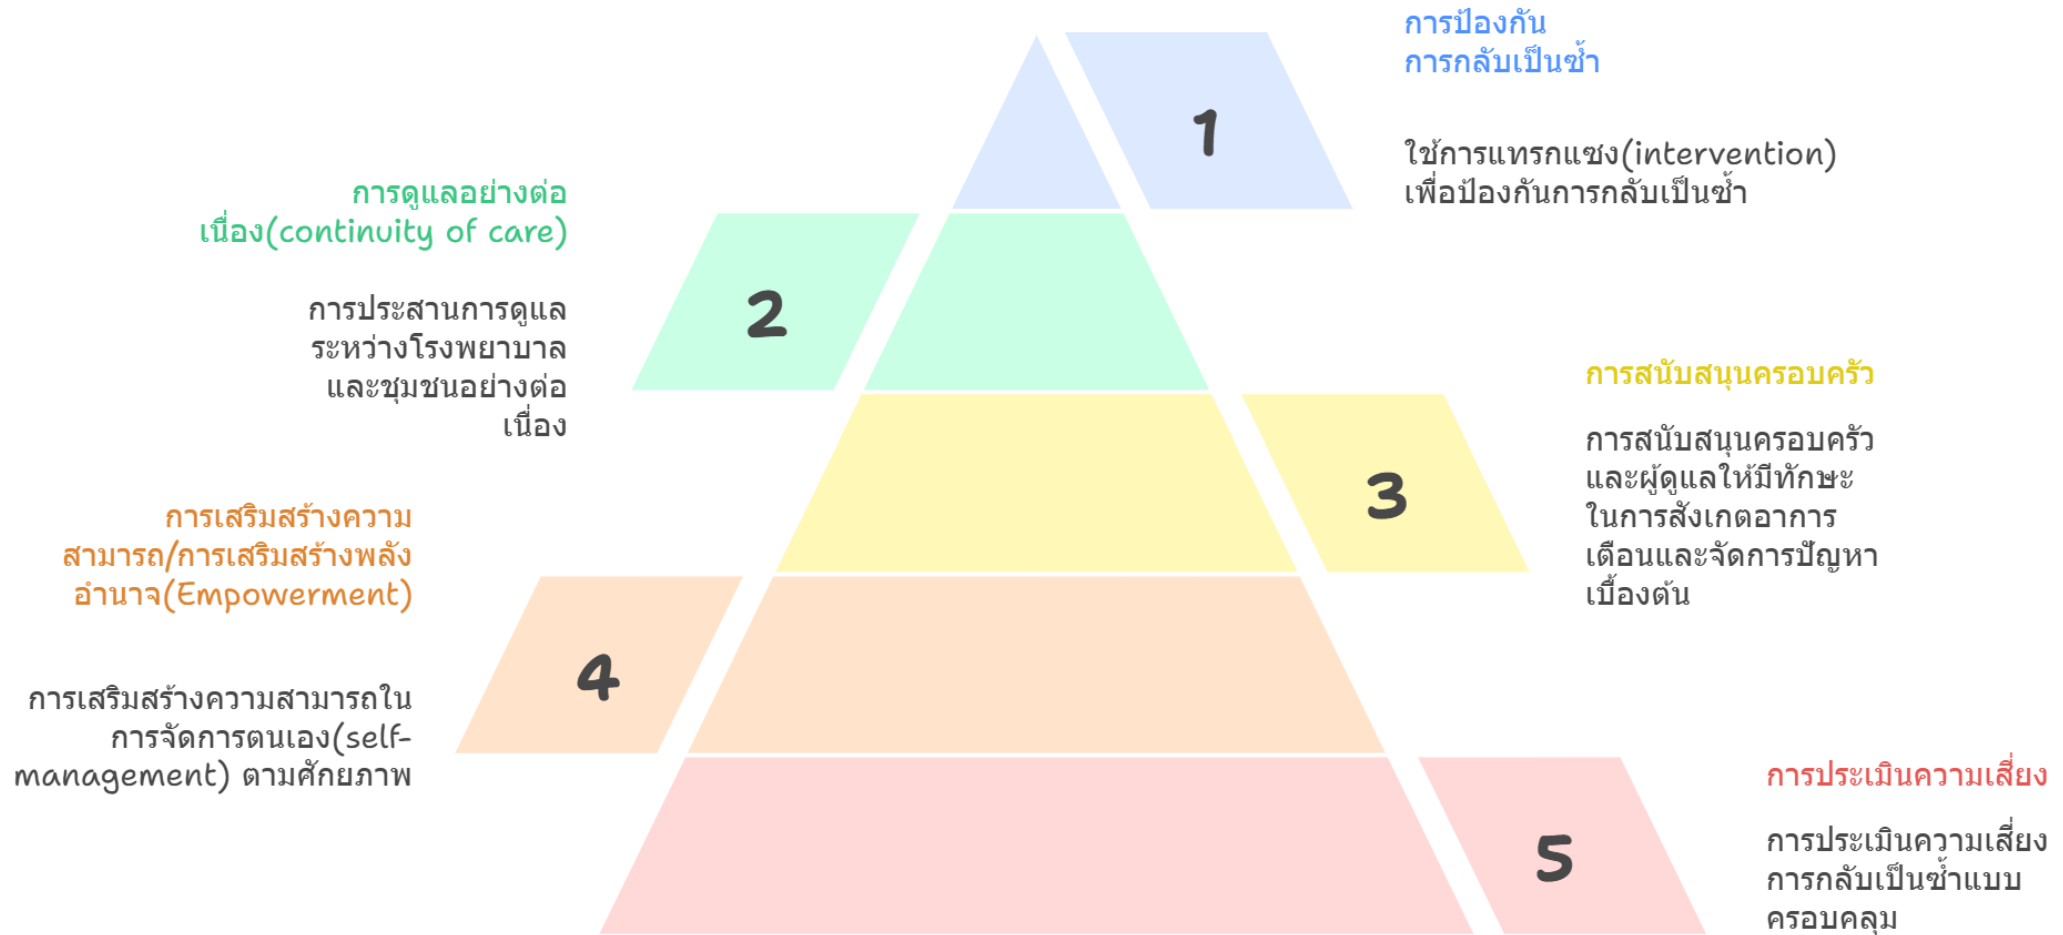 การป้องกัน
การกลับเป็นซ้ำ
1
ใช้การแทรกแซง(intervention)
เพื่อป้องกันการกลับเป็นซ้ำ
การดูแลอย่างต่อ
เนื่อง(continuity of care)
2
การประสานการดูแล
ระหว่างโรงพยาบาล
และชุมชนอย่างต่อ
เนื่อง
การสนับสนุนครอบครัว
3
การสนับสนุนครอบครัว
และผู้ดูแลให้มีทักษะ
ในการสังเกตอาการ
เตือนและจัดการปัญหา
เบื้องต้น
การเสริมสร้างความ
สามารถ/การเสริมสร้างพลัง
อำนาจ(Empowerment)
4
การเสริมสร้างความสามารถใน
การจัดการตนเอง(self-
management) ตามศักยภาพ
การประเมินความเสี่ยง
5
การประเมินความเสี่ยง
การกลับเป็นซ้ำแบบ
ครอบคลุม